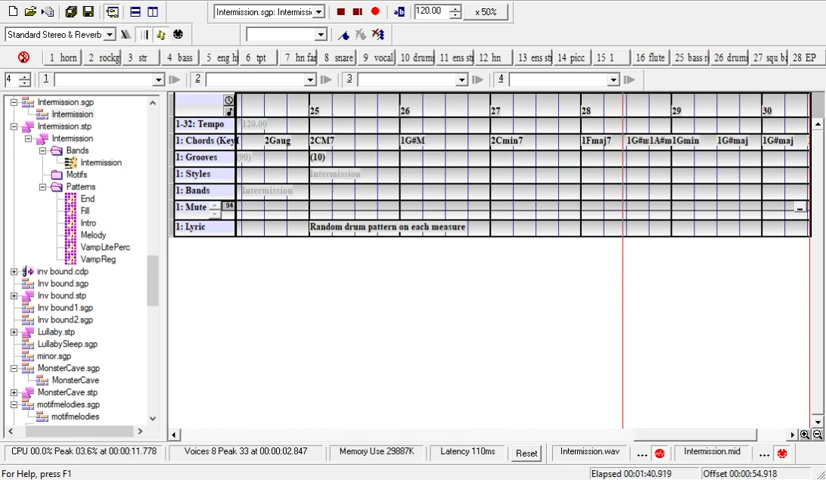 Intermission.sgp: Intermissi 120.00 x 50%
Standard Stereo & Reverb
1 horn 2 rockg 3 str 4 bass 5 eng h 6 tpt 7 hn far 8 snare 9 vocal 10 drums 11 ens str 12 hn 13 ens st 14 picc 15 1 16 flute 25 bass r 26 drums 27 squ ba 28 EP
4 1 2 3 4
Intermission.sgp
Intermission
Intermission.stp
Intermission
Bands
Intermission
Motifs
Patterns
End
Fill
Intro
Melody
VampLitePerc
VampReg
inv bound.cdp
Inv bound.sgp
Inv bound.stp
Inv bound1.sgp
Inv bound2.sgp
Lullaby.stp
LullabySleep.sgp
minor.sgp
MonsterCave.sgp
MonsterCave
MonsterCave.stp
motifmelodies.sgp
motifmelodies
25 26 27 28 29 30
1-32: Tempo 120.00
1: Chords (Key 2Gaug 2CM7 1G#M 2Cmin7 1Fmaj7 1G#m 1A#m 1Gmin 1G#maj 1G#maj
1: Grooves (10)
1: Styles Intermission
1: Bands Intermission
1: Mute
1: Lyric Random drum pattern on each measure
CPU 00.0% Peak 03.6% at 00:00:11.778 Voices 8 Peak 33 at 00:00:02.847 Memory Use 29887K Latency 110ms Reset Intermission.wav ... Intermission.mid ...
For Help, press F1 Elapsed 00:01:40.919 Offset 00:00:54.918